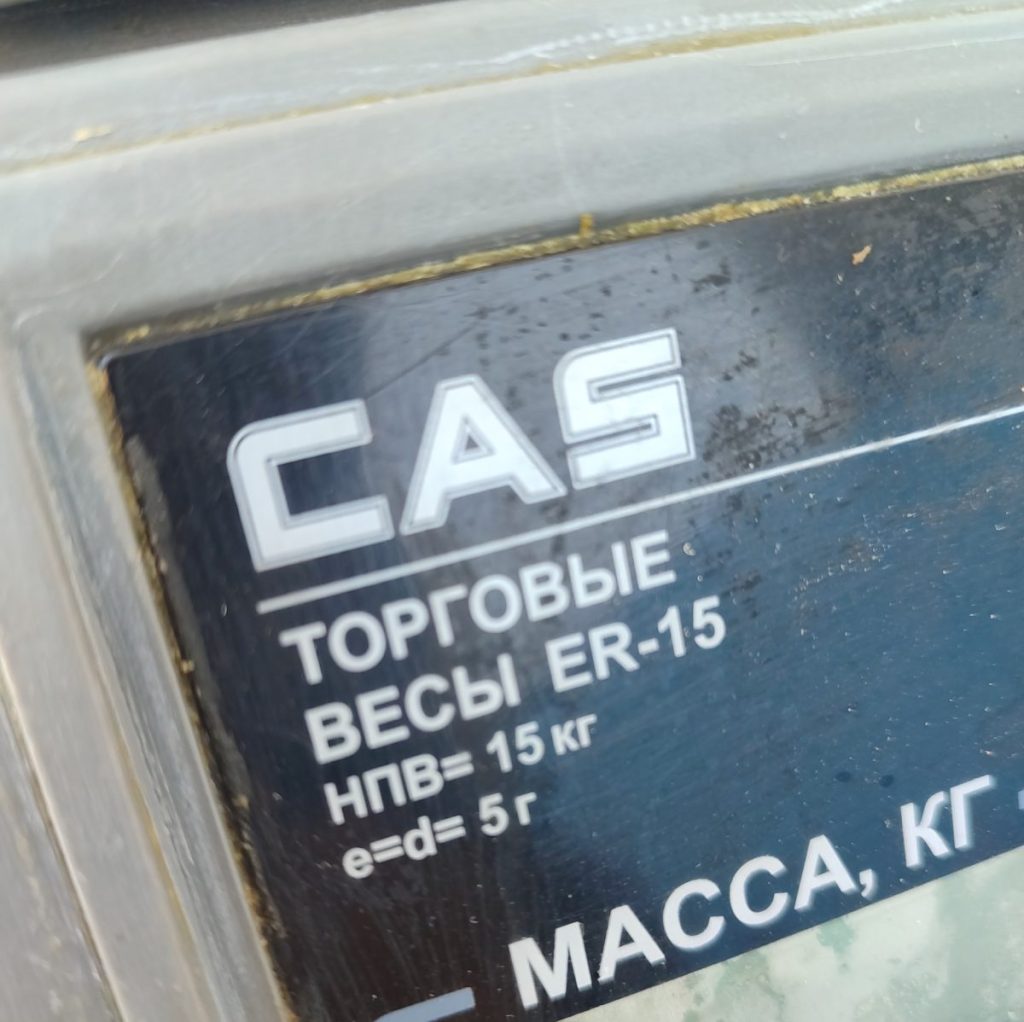 CAS
ТОРГОВЫЕ
ВЕСЫ ER-15
НПВ= 15 кг
e=d= 5 г
МАССА, КГ